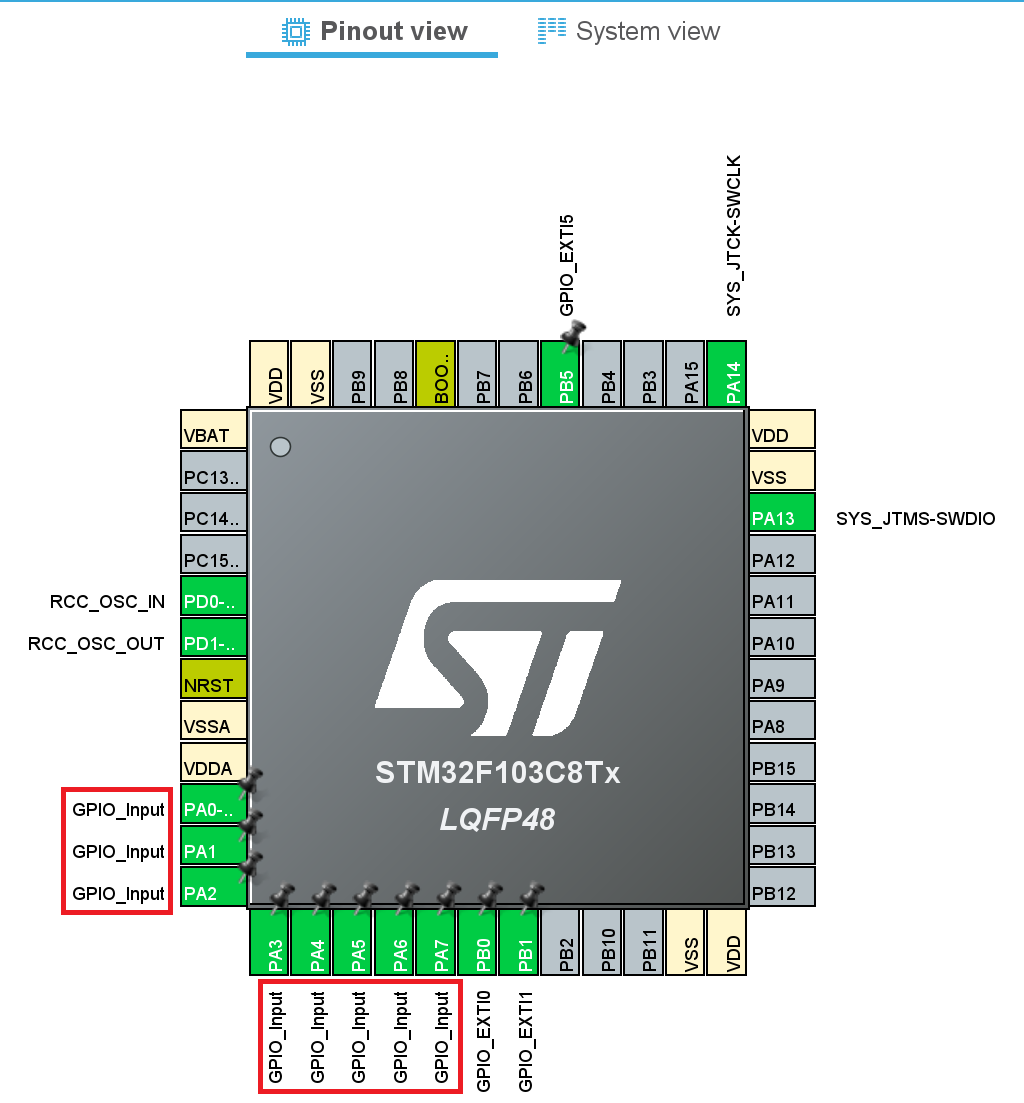 Pinout view
System view
SYS_JTCK-SWCLK
GPIO_EXTI5
VDD
VSS
PB9
PB8
BOO..
PB7
PB6
PB5
PB4
PB3
PA15
PA14
VBAT
PC13..
PC14..
PC15..
RCC_OSC_IN PD0-..
RCC_OSC_OUT PD1-..
NRST
VSSA
VDDA
GPIO_Input PA0-..
GPIO_Input PA1
GPIO_Input PA2
VDD
VSS
PA13 SYS_JTMS-SWDIO
PA12
PA11
PA10
PA9
PA8
PB15
PB14
PB13
PB12
ST
STM32F103C8Tx
LQFP48
PA3
PA4
PA5
PA6
PA7
PB0
PB1
PB2
PB10
PB11
VSS
VDD
GPIO_Input
GPIO_Input
GPIO_Input
GPIO_Input
GPIO_Input
GPIO_EXTI0
GPIO_EXTI1